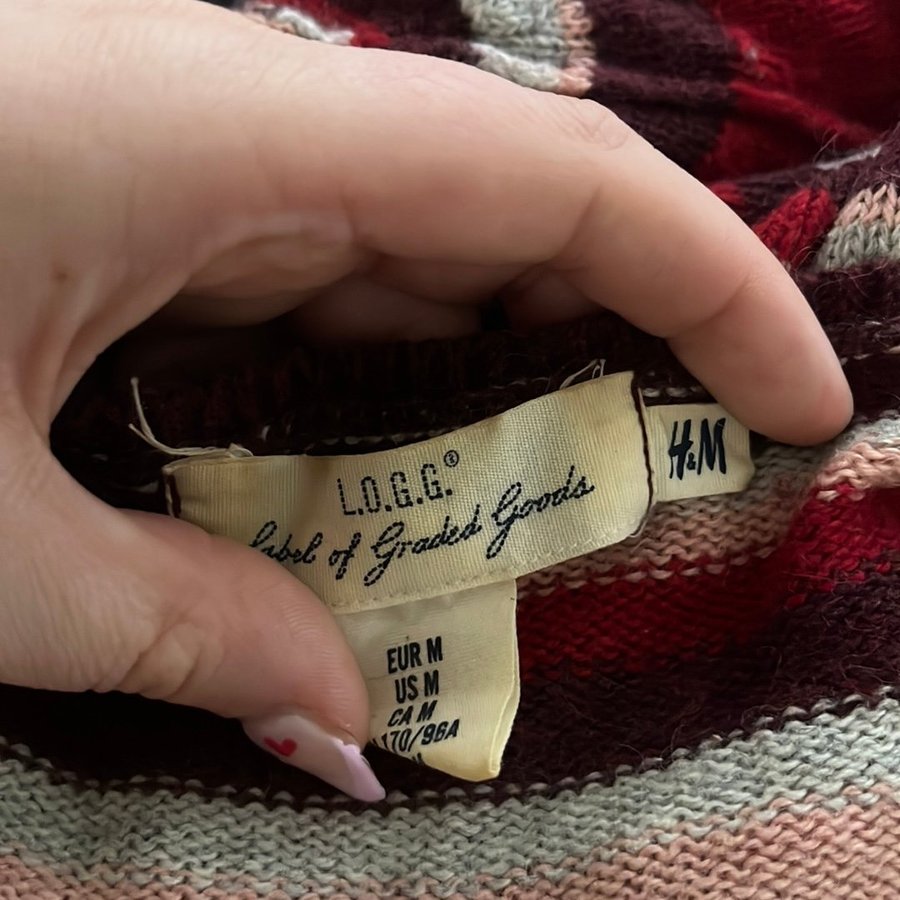 L.O.G.G.®
Label of Graded Goods
H&M
EUR M
US M
CA M
170/96A